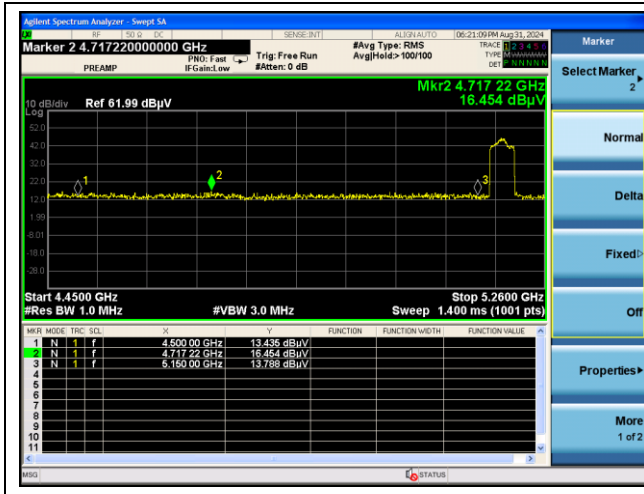 Agilent Spectrum Analyzer - Swept SA
RF 50 Ω DC SENSE:INT ALIGN AUTO 06:21:09 PM Aug 31, 2024
Marker 2 4.717220000000 GHz
PREAMP PNO: Fast IFGain:Low Trig: Free Run #Atten: 0 dB
#Avg Type: RMS
Avg|Hold:> 100/100
TRACE 1 2 3 4 5 6
TYPE M
DET P N N N N N
Mkr2 4.717 22 GHz
16.454 dBµV
10 dB/div Ref 61.99 dBµV
Log
52.0
42.0
32.0
22.0
12.0
1.99
-8.01
-18.0
-28.0
1
2
3
Start 4.4500 GHz Stop 5.2600 GHz
#Res BW 1.0 MHz #VBW 3.0 MHz Sweep 1.400 ms (1001 pts)
MKR MODE TRC SCL X Y FUNCTION FUNCTION WIDTH FUNCTION VALUE
1 N 1 f 4.500 00 GHz 13.435 dBµV
2 N 1 f 4.717 22 GHz 16.454 dBµV
3 N 1 f 5.150 00 GHz 13.788 dBµV
4
5
6
7
8
9
10
11
MSG STATUS
Marker
Select Marker
2
Normal
Delta
Fixed
Off
Properties
More
1 of 2